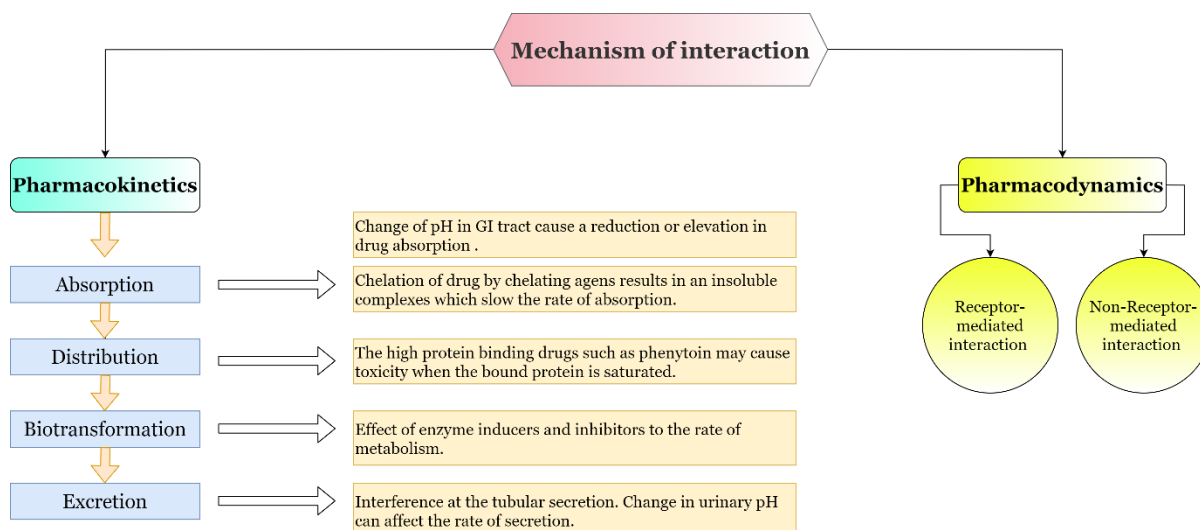 Mechanism of interaction
Pharmacokinetics
Pharmacodynamics
Change of pH in GI tract cause a reduction or elevation in
drug absorption .
Absorption
Chelation of drug by chelating agens results in an insoluble
complexes which slow the rate of absorption.
Distribution
The high protein binding drugs such as phenytoin may cause
toxicity when the bound protein is saturated.
Biotransformation
Effect of enzyme inducers and inhibitors to the rate of
metabolism.
Excretion
Interference at the tubular secretion. Change in urinary pH
can affect the rate of secretion.
Receptor-
mediated
interaction
Non-Receptor-
mediated
interaction